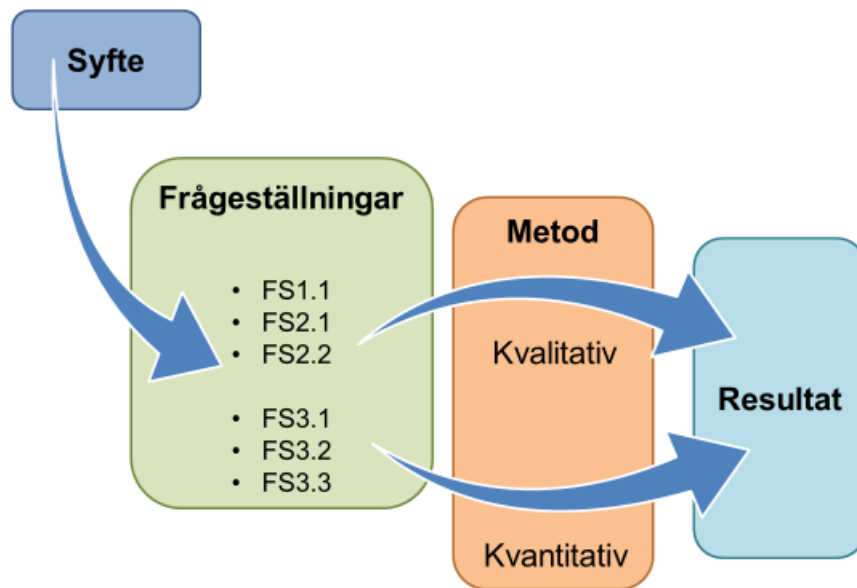 Syfte
Frågeställningar
• FS1.1
• FS2.1
• FS2.2
• FS3.1
• FS3.2
• FS3.3
Metod
Kvalitativ
Kvantitativ
Resultat